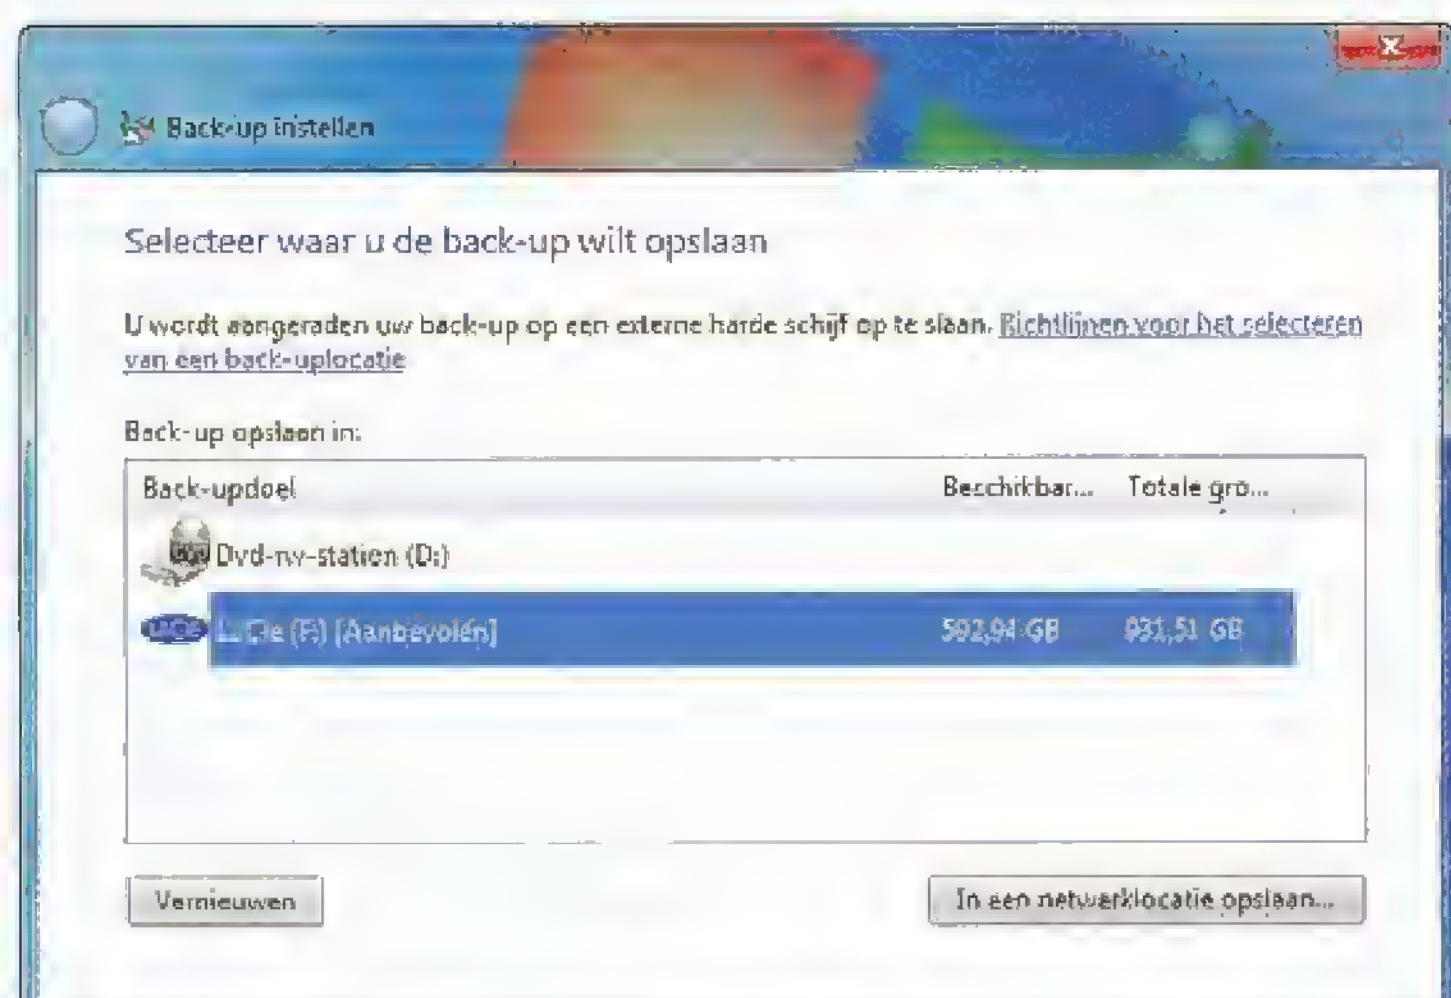 Back-up instellen
Selecteer waar u de back-up wilt opslaan
U wordt aangeraden uw back-up op een externe harde schijf op te slaan. Richtlijnen voor het selecteren
van een back-uplocatie
Back-up opslaan in:
Back-updoel Beschikbar... Totale gro...
Dvd-rw-station (D:)
LaCie (F:) [Aanbevolen] 592,94 GB 931,51 GB
Vernieuwen In een netwerklocatie opslaan...